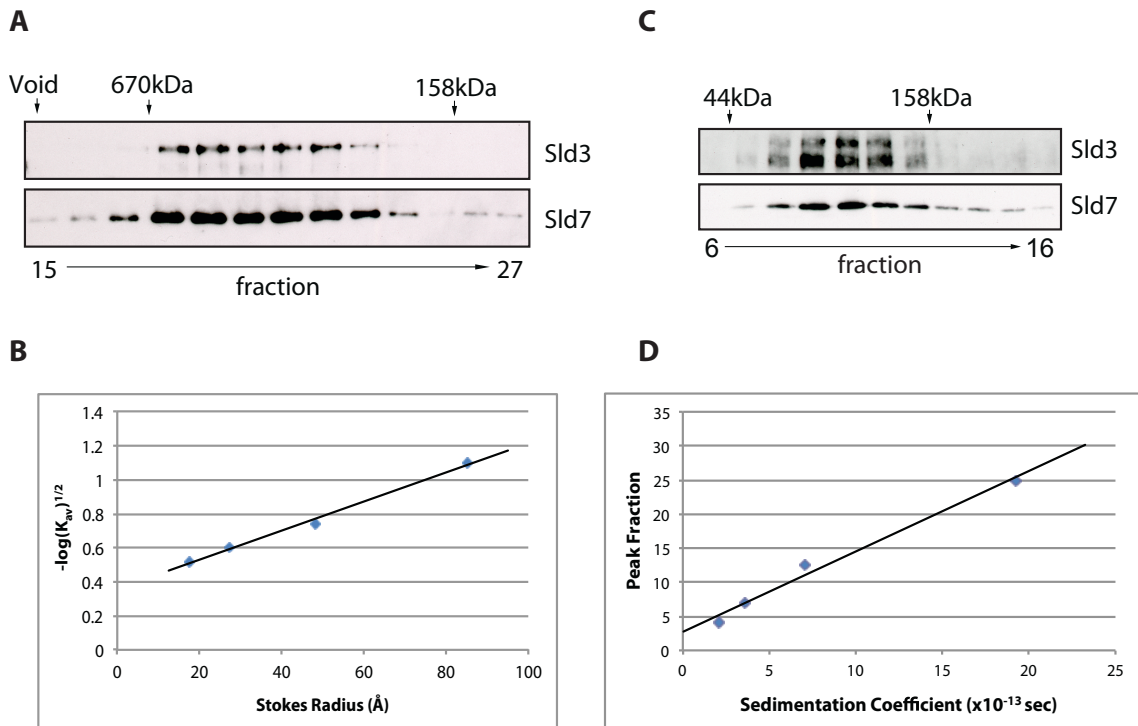 A
Void
670kDa
158kDa
Sld3
Sld7
15
27
fraction
C
44kDa
158kDa
Sld3
Sld7
6
16
fraction
B
1.4
1.2
1
0.8
0.6
0.4
0.2
0
-log(Kav)1/2
0 20 40 60 80 100
Stokes Radius (Å)
D
35
30
25
20
15
10
5
0
Peak Fraction
0 5 10 15 20 25
Sedimentation Coefficient (x10-13 sec)